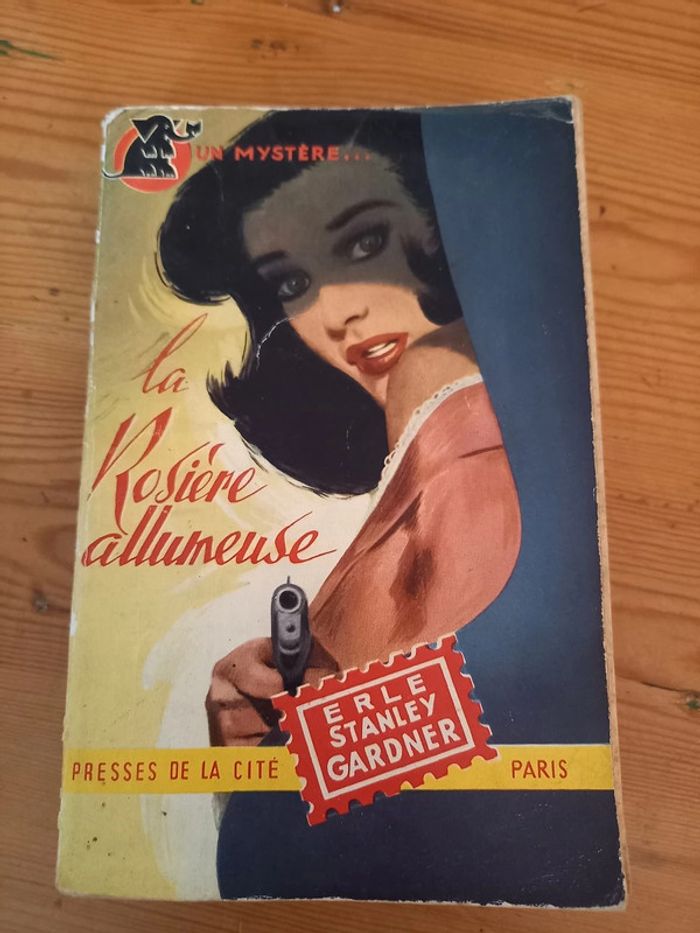 UN MYSTÈRE...
la
Rosière
allumeuse
ERLE
STANLEY
GARDNER
PRESSES DE LA CITÉ
PARIS